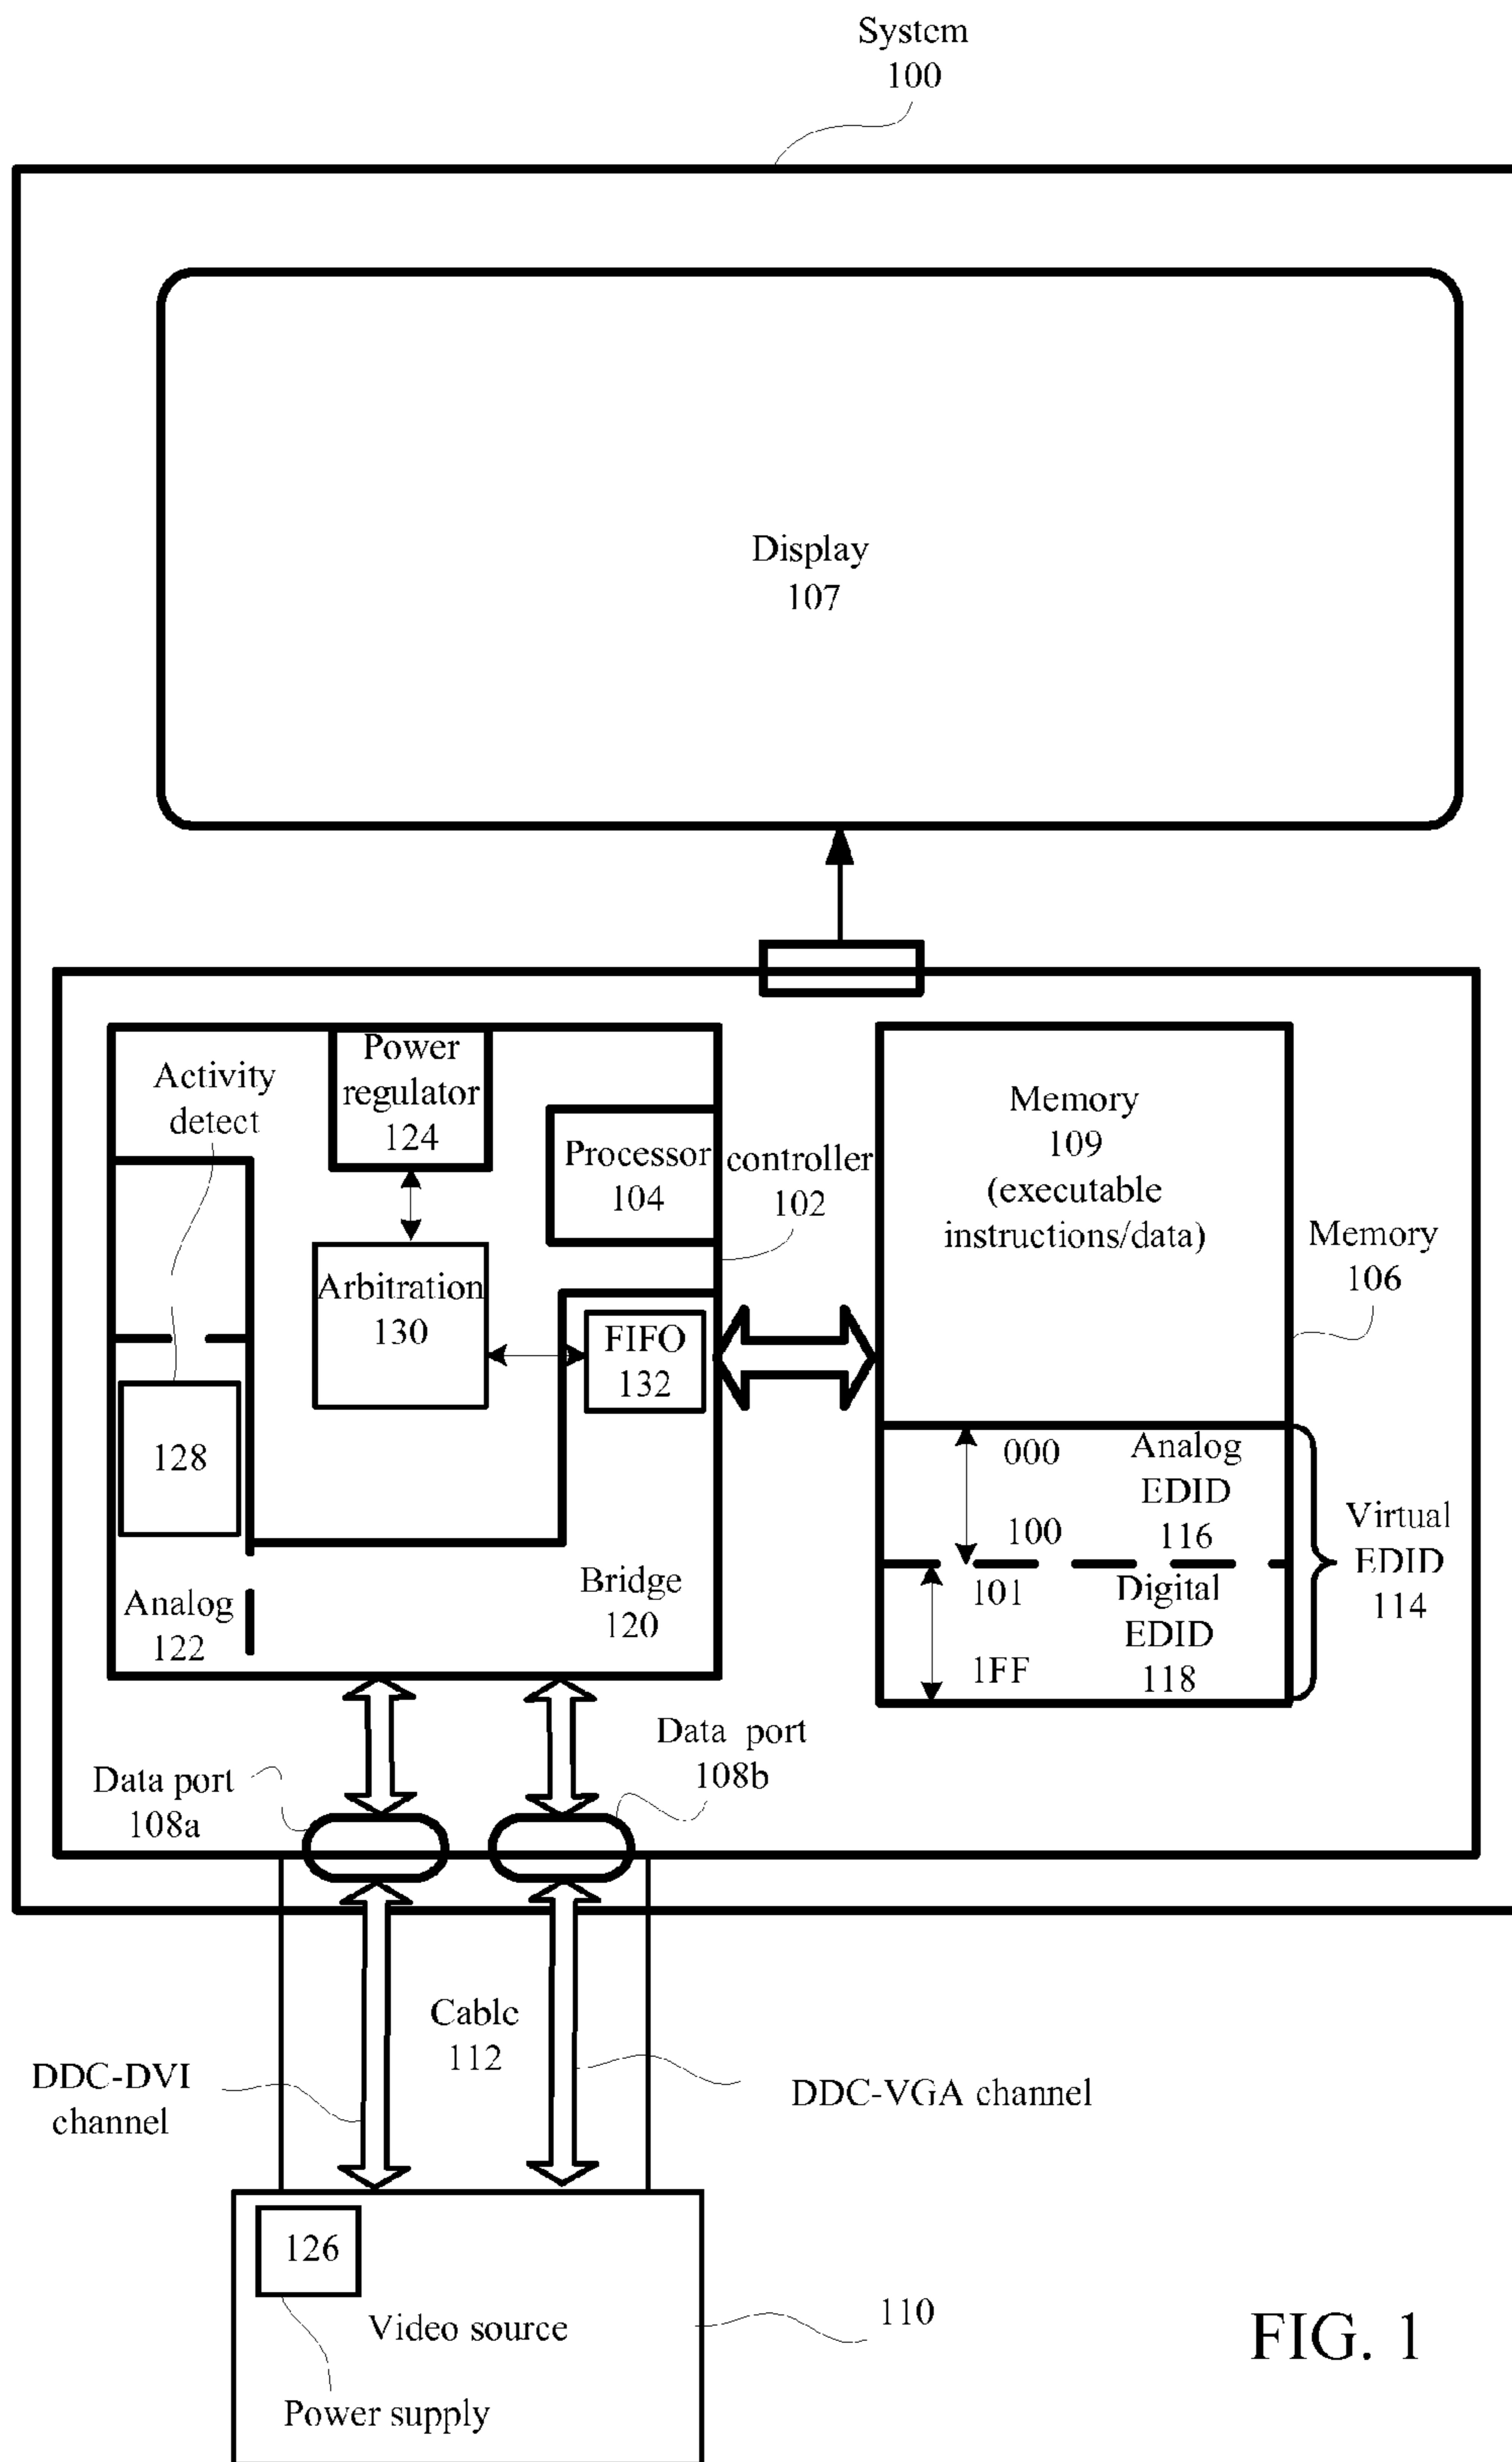 System
100
Display
107
Power
regulator
124
Activity
detect
Processor
104
controller
102
Memory
109
(executable
instructions/data)
Memory
106
Arbitration
130
FIFO
132
128
000
Analog
EDID
116
100
101
Digital
EDID
118
1FF
Virtual
EDID
114
Analog
122
Bridge
120
Data port
108a
Data port
108b
Cable
112
DDC-DVI
channel
DDC-VGA channel
126
Video source
110
Power supply
FIG. 1